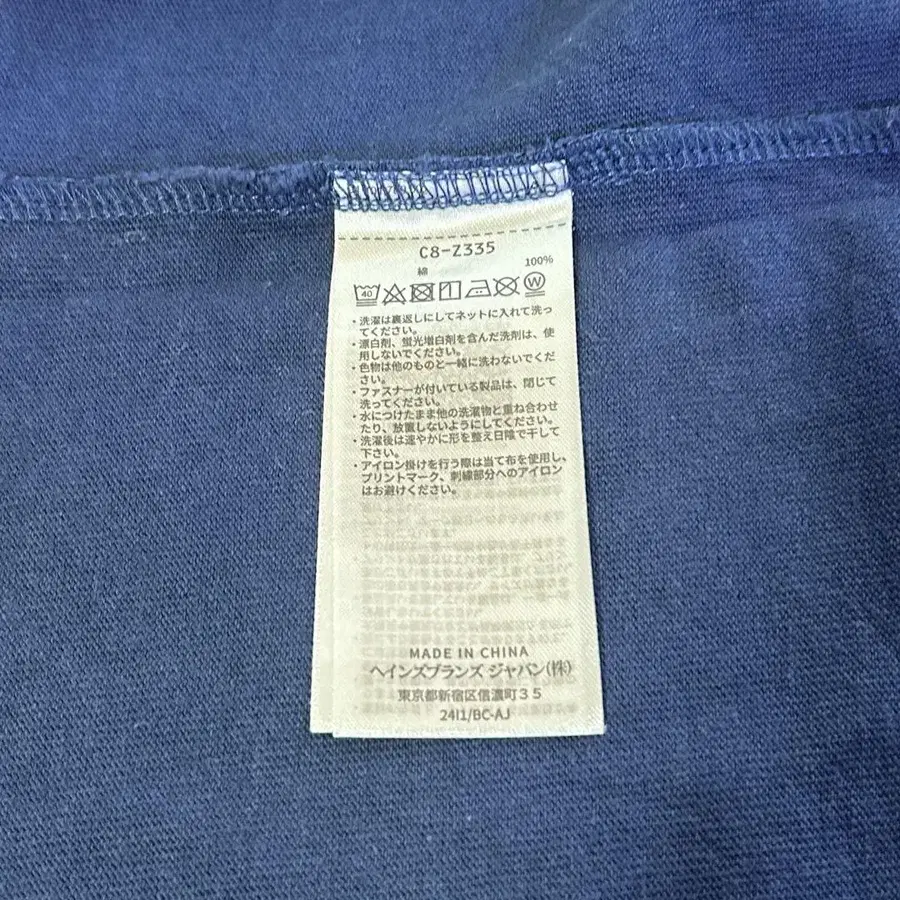 C8-Z335
綿 100%
40 W
・洗濯は裏返しにしてネットに入れて洗っ
てください。
・漂白剤、蛍光増白剤を含んだ洗剤は、使
用しないでください。
・色物は他のものと一緒に洗わないでくだ
さい。
・ファスナーが付いている製品は、閉じて
洗ってください。
・水につけたまま他の洗濯物と重ね合わせ
たり、放置しないようにしてください。
・洗濯後は速やかに形を整え日陰で干して
下さい。
・アイロン掛けを行う際は当て布を使用し、
プリントマーク、刺繍部分へのアイロン
はお避けください。
MADE IN CHINA
ヘインズブランズ ジャパン(株)
東京都新宿区信濃町35
24I1/BC-AJ